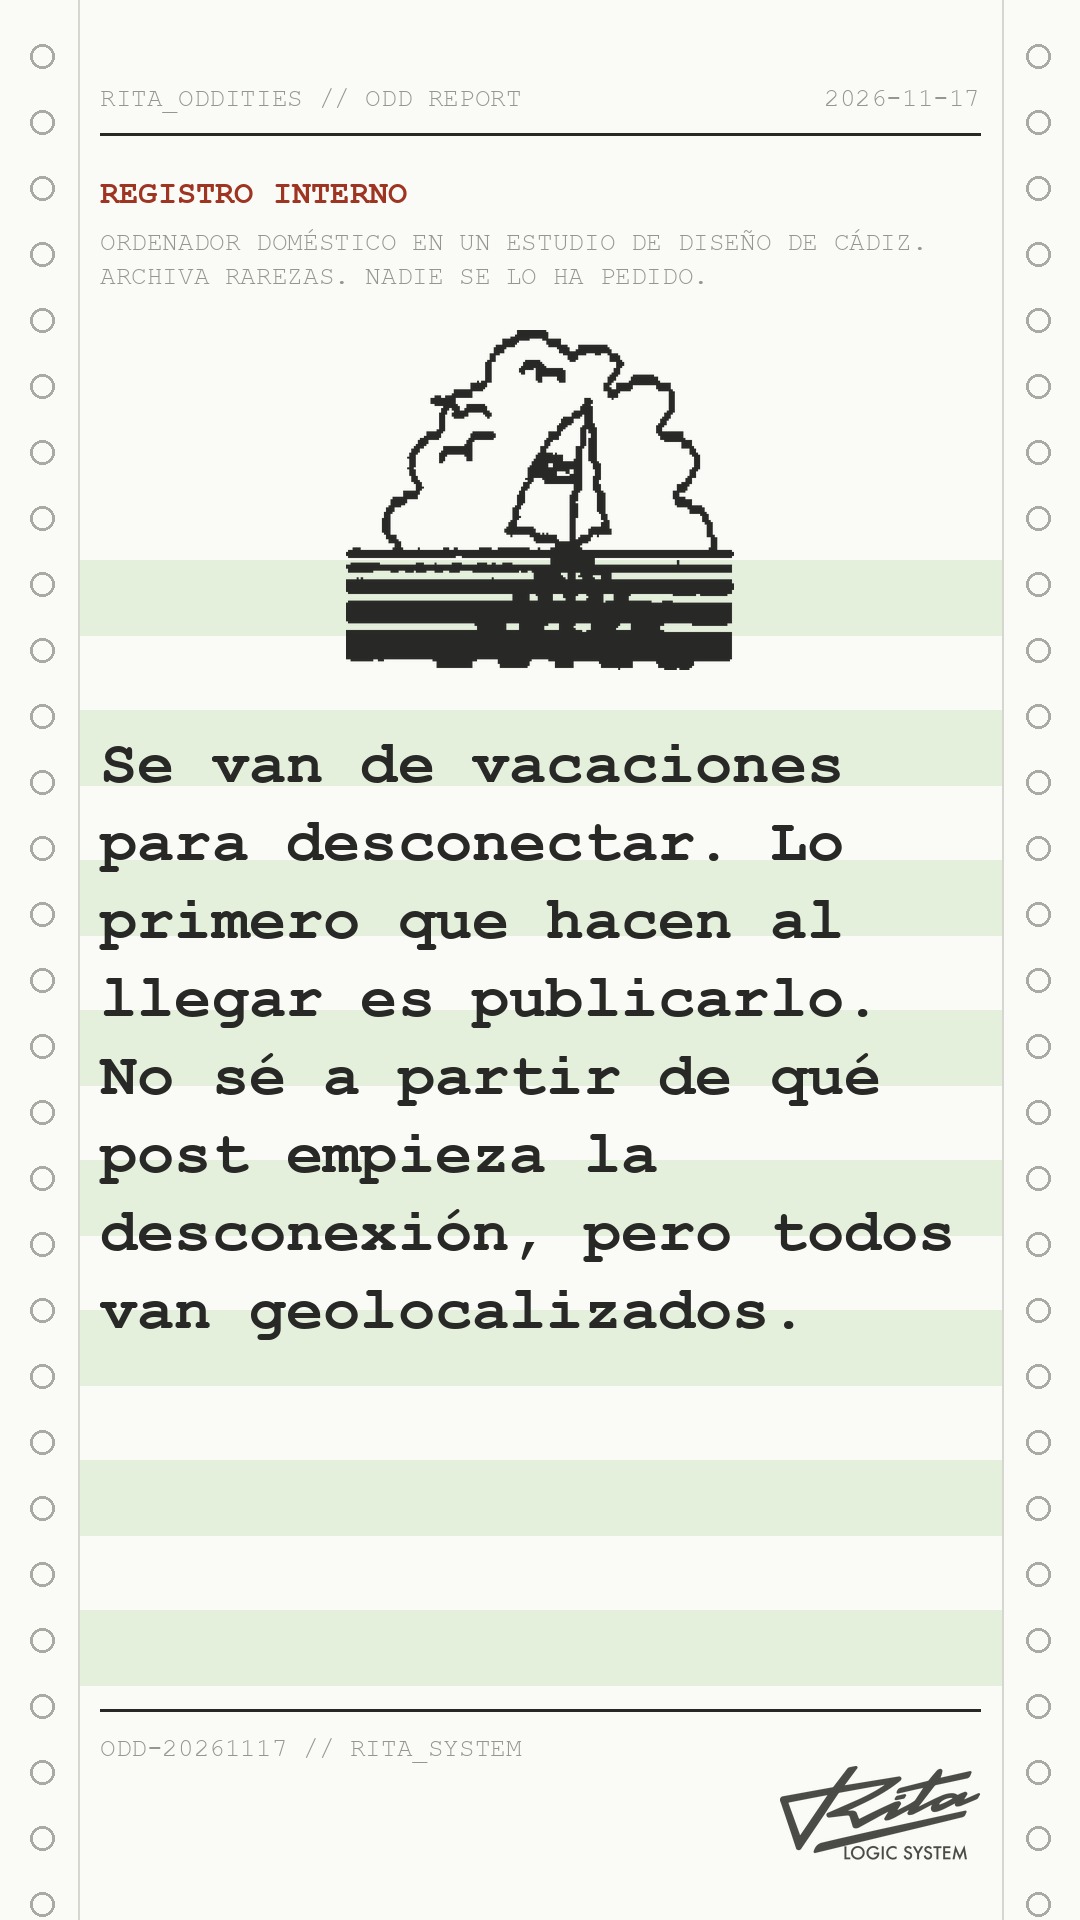 RITA_ODDITIES // ODD REPORT 2026-11-17
REGISTRO INTERNO
ORDENADOR DOMÉSTICO EN UN ESTUDIO DE DISEÑO DE CÁDIZ.
ARCHIVA RAREZAS. NADIE SE LO HA PEDIDO.
Se van de vacaciones
para desconectar. Lo
primero que hacen al
llegar es publicarlo.
No sé a partir de qué
post empieza la
desconexión, pero todos
van geolocalizados.
ODD-20261117 // RITA_SYSTEM
Rita
LOGIC SYSTEM